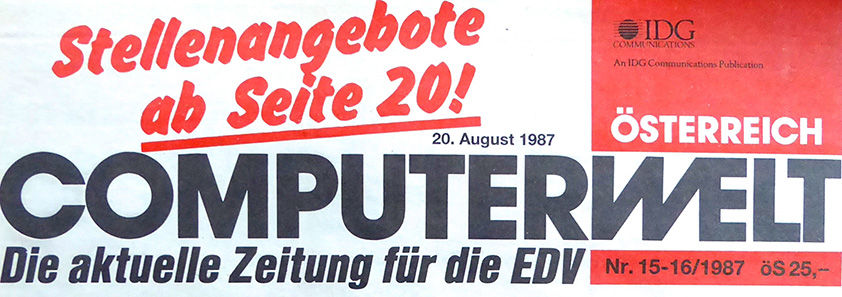 Stellenangebote
ab Seite 20!
IDG
COMMUNICATIONS
An IDG Communications Publication
ÖSTERREICH
20. August 1987
COMPUTERWELT
Die aktuelle Zeitung für die EDV
Nr. 15-16/1987 öS 25,–